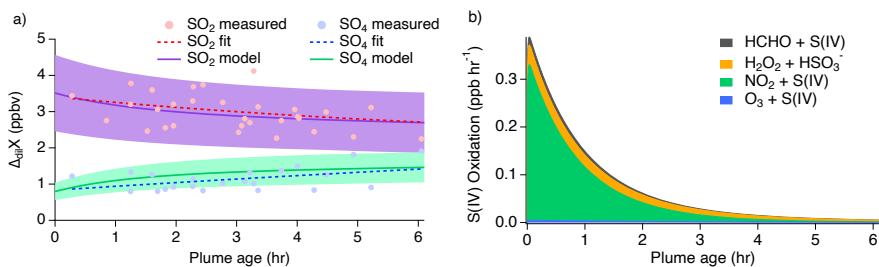 a)
SO2 measured
SO2 fit
SO2 model
SO4 measured
SO4 fit
SO4 model
ΔdilX (ppbv)
5
4
3
2
1
0
0 1 2 3 4 5 6
Plume age (hr)
b)
HCHO + S(IV)
H2O2 + HSO3-
NO2 + S(IV)
O3 + S(IV)
S(IV) Oxidation (ppb hr-1)
0.3
0.2
0.1
0.0
0 1 2 3 4 5 6
Plume age (hr)